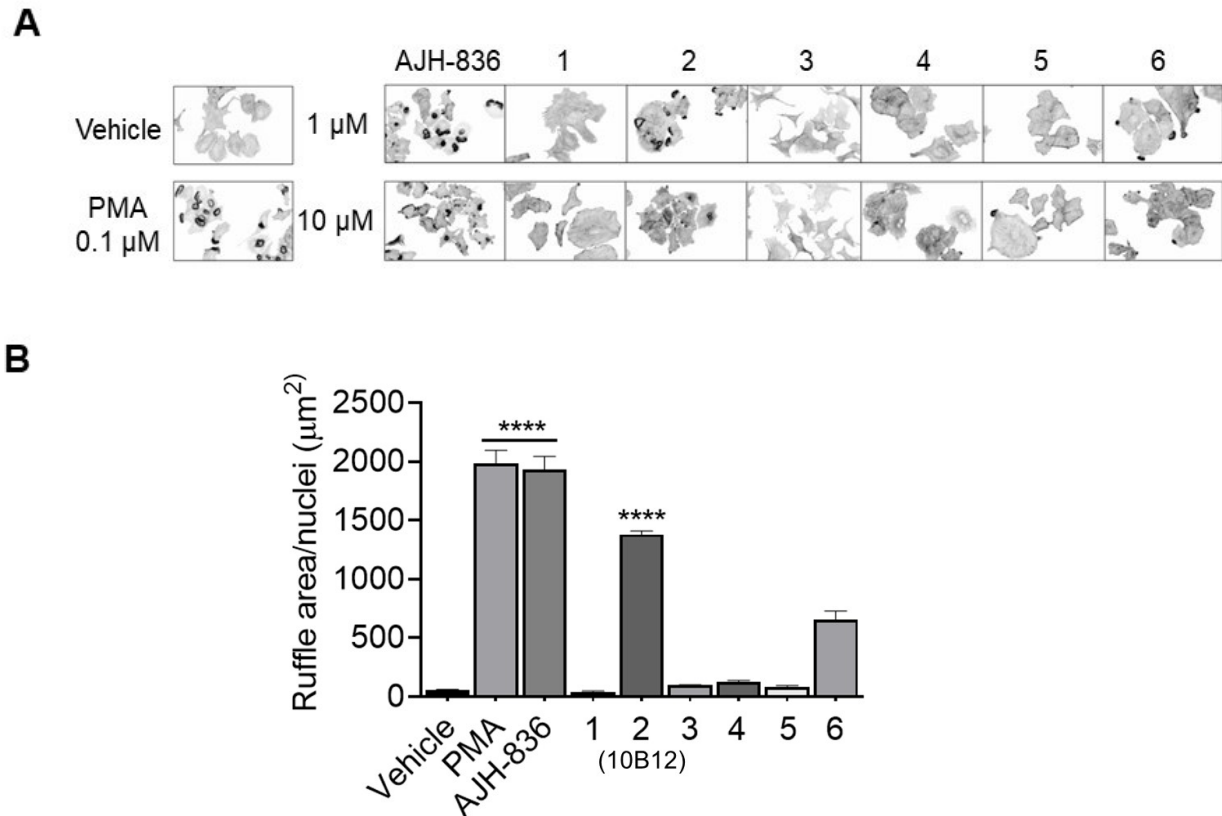 A
AJH-836 1 2 3 4 5 6
Vehicle 1 μM
PMA
0.1 μM 10 μM
B
Ruffle area/nuclei (μm²)
2500
2000
1500
1000
500
0
****
****
Vehicle PMA AJH-836 1 2 3 4 5 6
(10B12)